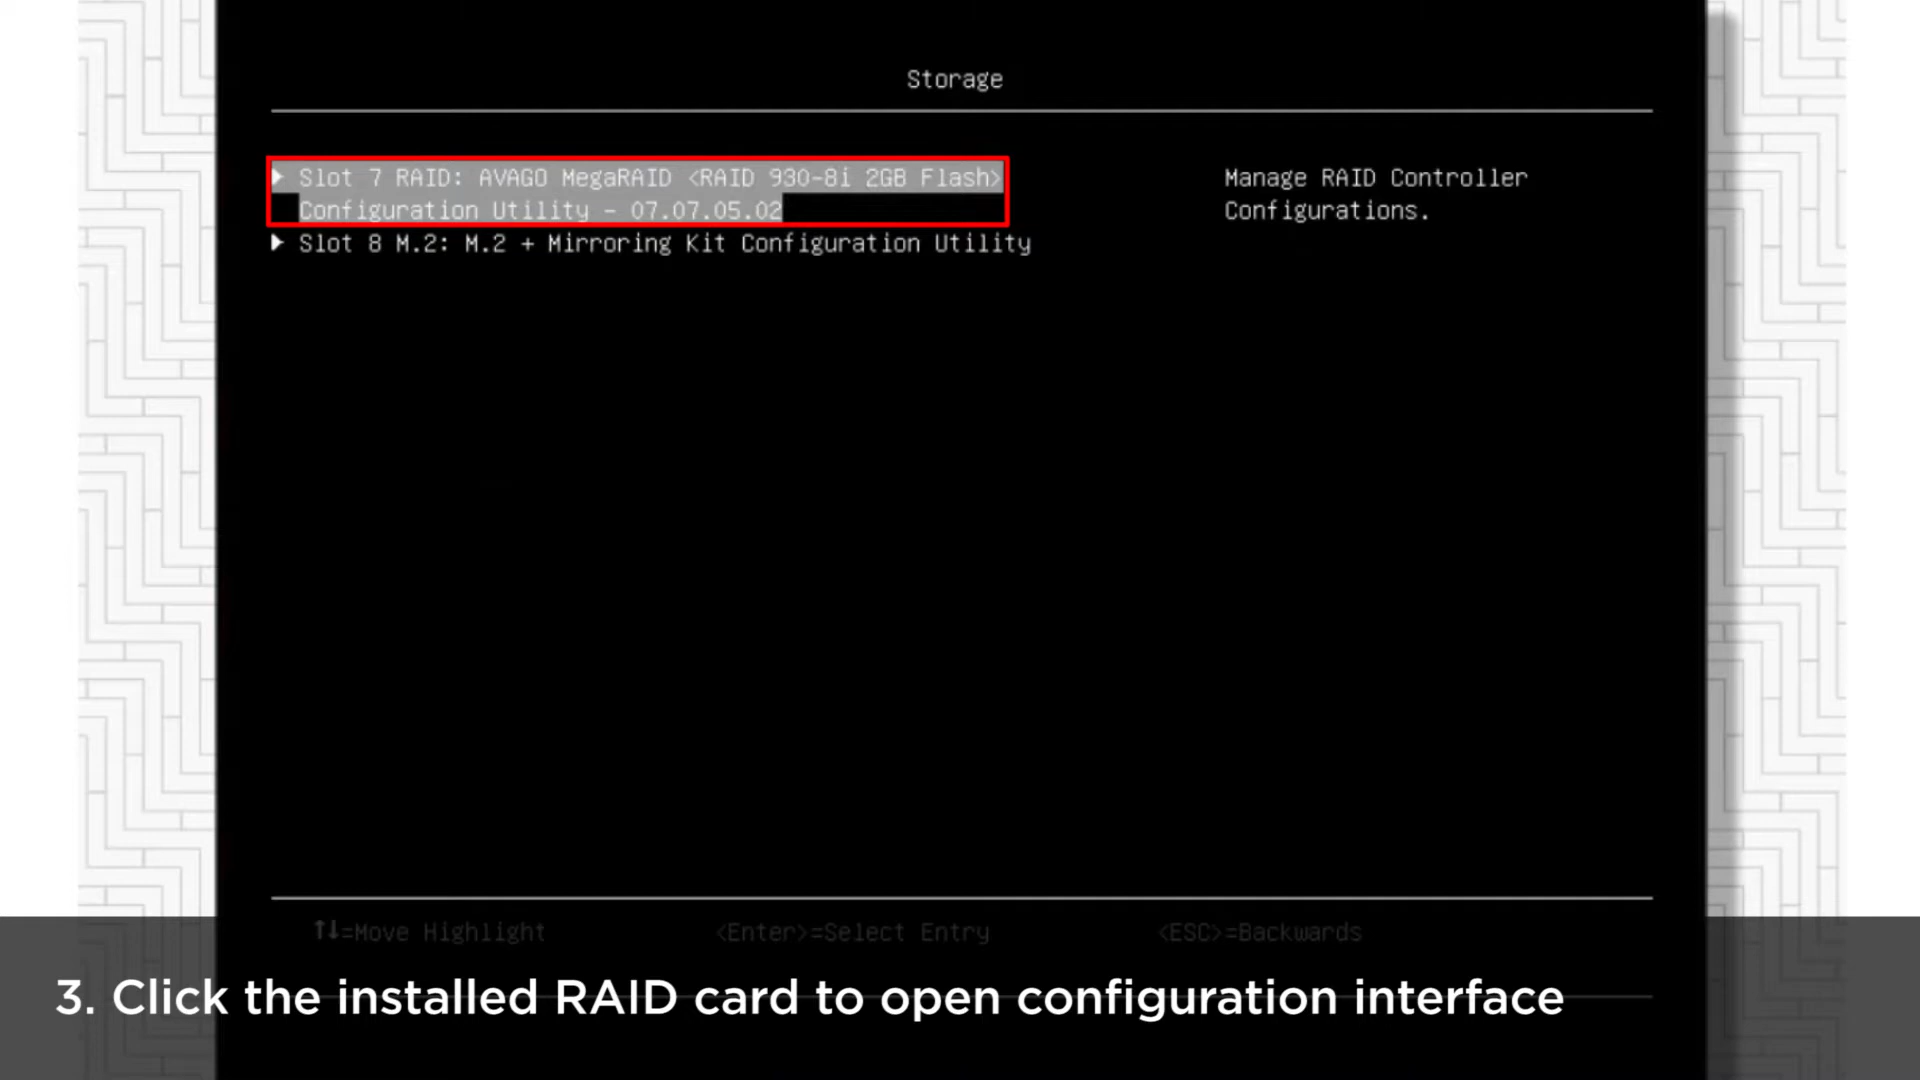 Storage
Slot 7 RAID: AVAGO MegaRAID <RAID 930-8i 2GB Flash>
Configuration Utility - 07.07.05.02
Manage RAID Controller
Configurations.
Slot 8 M.2: M.2 + Mirroring Kit Configuration Utility
↑↓=Move Highlight <Enter>=Select Entry <ESC>=Backwards
3. Click the installed RAID card to open configuration interface